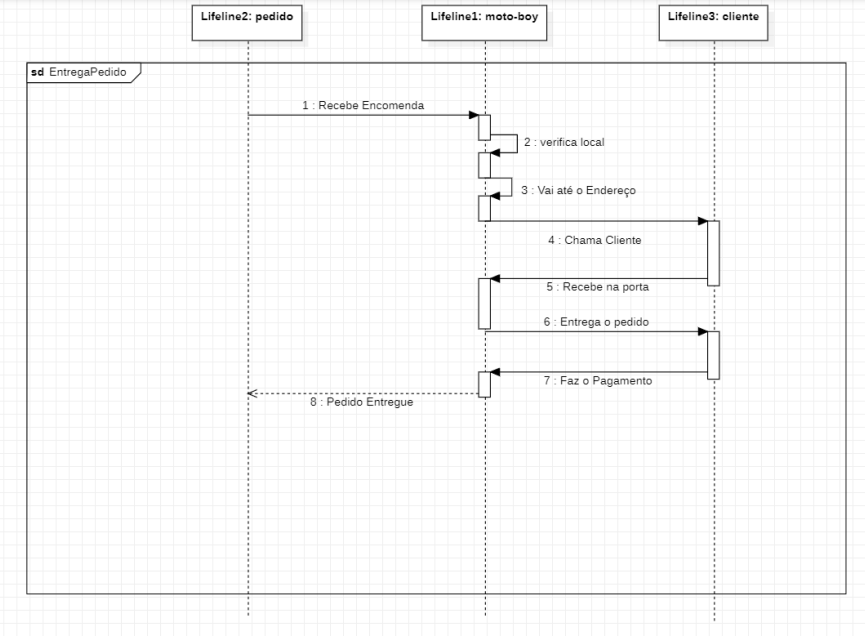 Lifeline2: pedido
Lifeline1: moto-boy
Lifeline3: cliente
sd EntregaPedido
1 : Recebe Encomenda
2 : verifica local
3 : Vai até o Endereço
4 : Chama Cliente
5 : Recebe na porta
6 : Entrega o pedido
7 : Faz o Pagamento
8 : Pedido Entregue